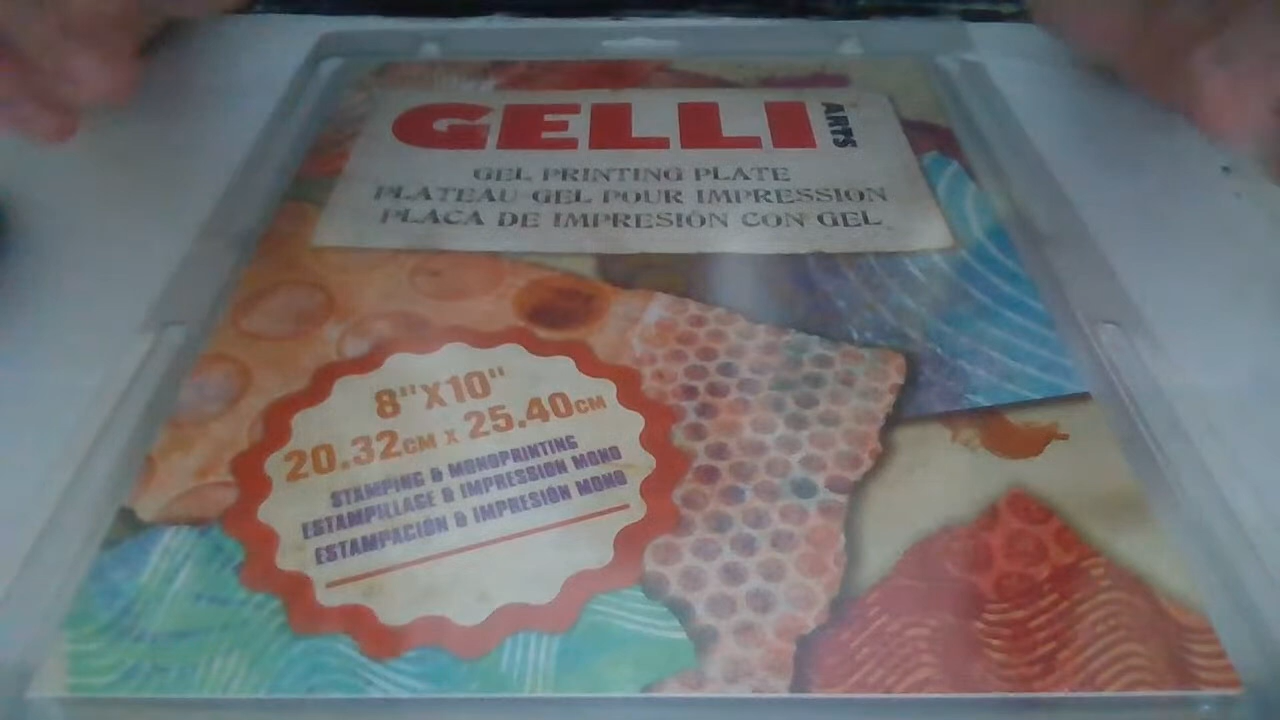 GELLI ARTS
GEL PRINTING PLATE
PLATEAU GEL POUR IMPRESSION
PLACA DE IMPRESIÓN CON GEL
8"X10"
20.32CM X 25.40CM
STAMPING & MONOPRINTING
ESTAMPILLAGE & IMPRESSION MONO
ESTAMPACIÓN & IMPRESIÓN MONO